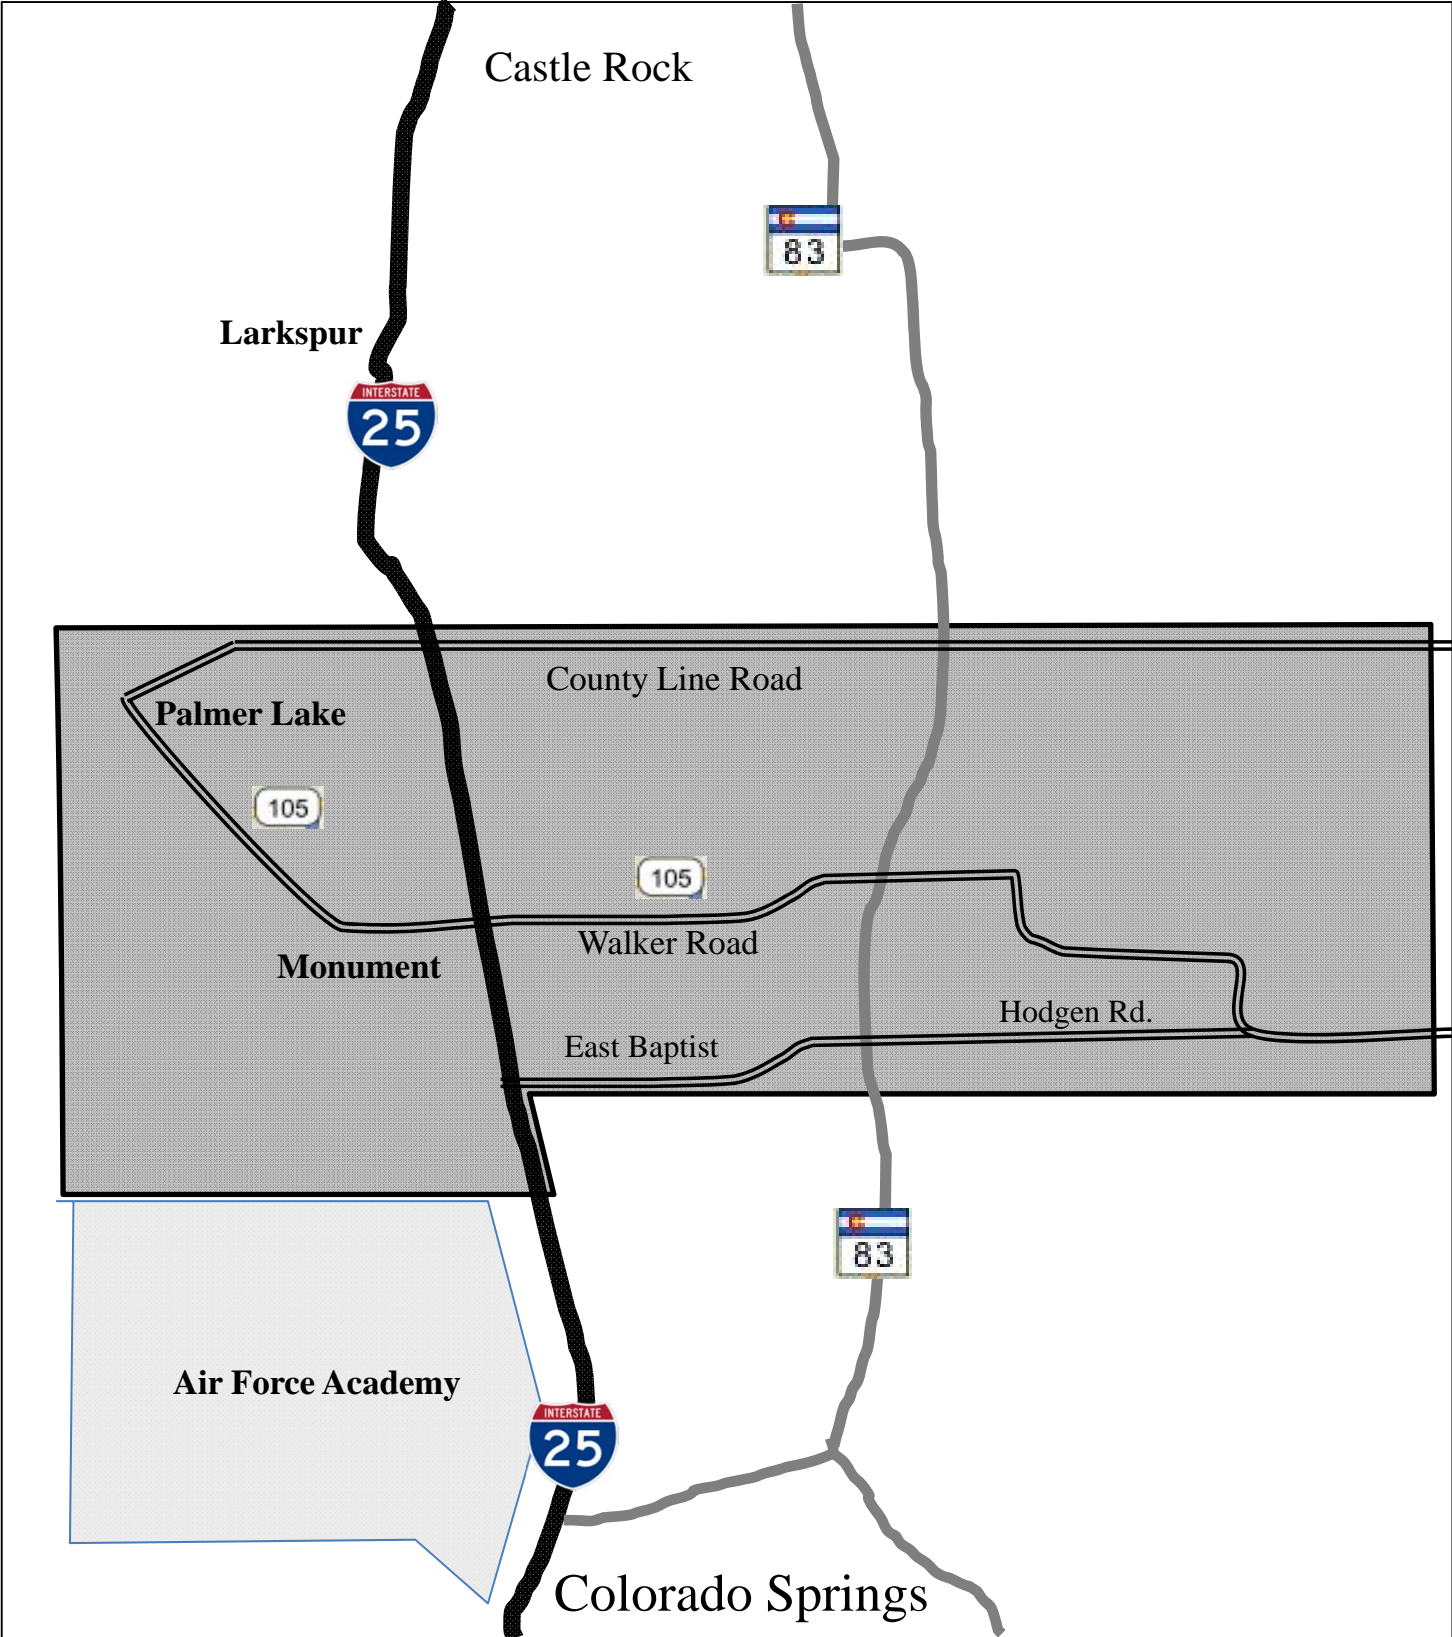 Castle Rock
83
Larkspur
INTERSTATE
25
County Line Road
Palmer Lake
105
105
Walker Road
Monument
Hodgen Rd.
East Baptist
83
Air Force Academy
INTERSTATE
25
Colorado Springs